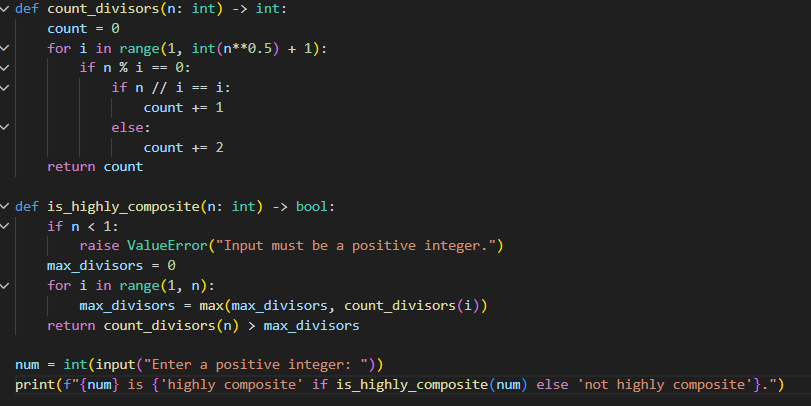 def count_divisors(n: int) -> int:
    count = 0
    for i in range(1, int(n**0.5) + 1):
        if n % i == 0:
            if n // i == i:
                count += 1
            else:
                count += 2
    return count

def is_highly_composite(n: int) -> bool:
    if n < 1:
        raise ValueError("Input must be a positive integer.")
    max_divisors = 0
    for i in range(1, n):
        max_divisors = max(max_divisors, count_divisors(i))
    return count_divisors(n) > max_divisors

num = int(input("Enter a positive integer: "))
print(f"{num} is {'highly composite' if is_highly_composite(num) else 'not highly composite'}.")